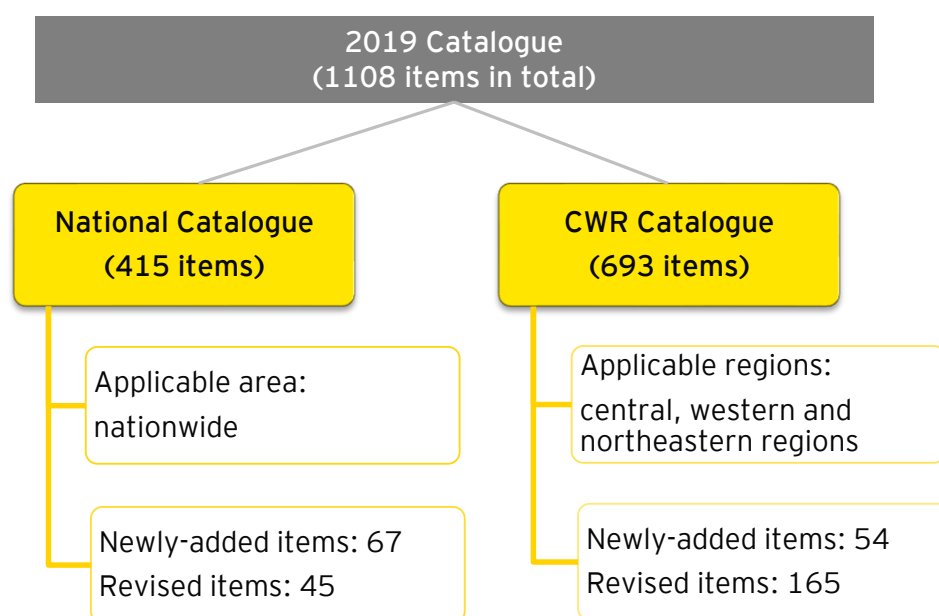 2019 Catalogue
(1108 items in total)
National Catalogue
(415 items)
CWR Catalogue
(693 items)
Applicable area:
nationwide
Applicable regions:
central, western and
northeastern regions
Newly-added items: 67
Revised items: 45
Newly-added items: 54
Revised items: 165